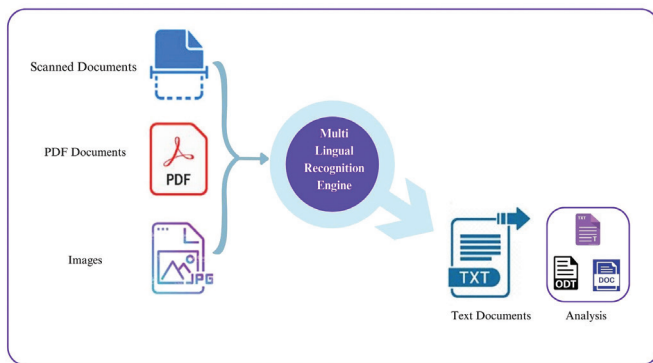 Scanned Documents
PDF Documents
PDF
Images
JPG
Multi
Lingual
Recognition
Engine
TXT
Text Documents
TXT
T
ODT
DOC
Analysis